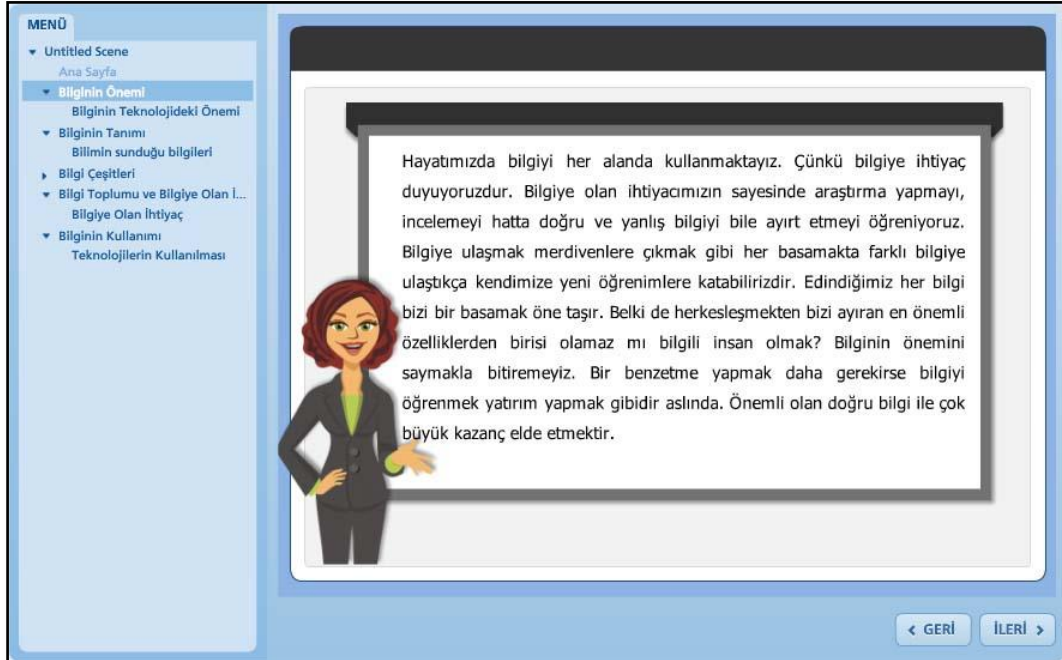 MENÜ
Untitled Scene
Ana Sayfa
Bilginin Önemi
Bilginin Teknolojideki Önemi
Bilginin Tanımı
Bilimin sunduğu bilgileri
Bilgi Çeşitleri
Bilgi Toplumu ve Bilgiye Olan İ...
Bilgiye Olan İhtiyaç
Bilginin Kullanımı
Teknolojilerin Kullanılması
Hayatımızda bilgiyi her alanda kullanmaktayız. Çünkü bilgiye ihtiyaç
duyuyoruzdur. Bilgiye olan ihtiyacımızın sayesinde araştırma yapmayı,
incelemeyi hatta doğru ve yanlış bilgiyi bile ayırt etmeyi öğreniyoruz.
Bilgiye ulaşmak merdivenlere çıkmak gibi her basamakta farklı bilgiye
ulaştıkça kendimize yeni öğrenimlere katabilirizdir. Edindiğimiz her bilgi
bizi bir basamak öne taşır. Belki de herkesleşmekten bizi ayıran en önemli
özelliklerden birisi olamaz mı bilgili insan olmak? Bilginin önemini
saymakla bitiremeyiz. Bir benzetme yapmak daha gerekirse bilgiyi
öğrenmek yatırım yapmak gibidir aslında. Önemli olan doğru bilgi ile çok
büyük kazanç elde etmektir.
< GERİ
İLERİ >